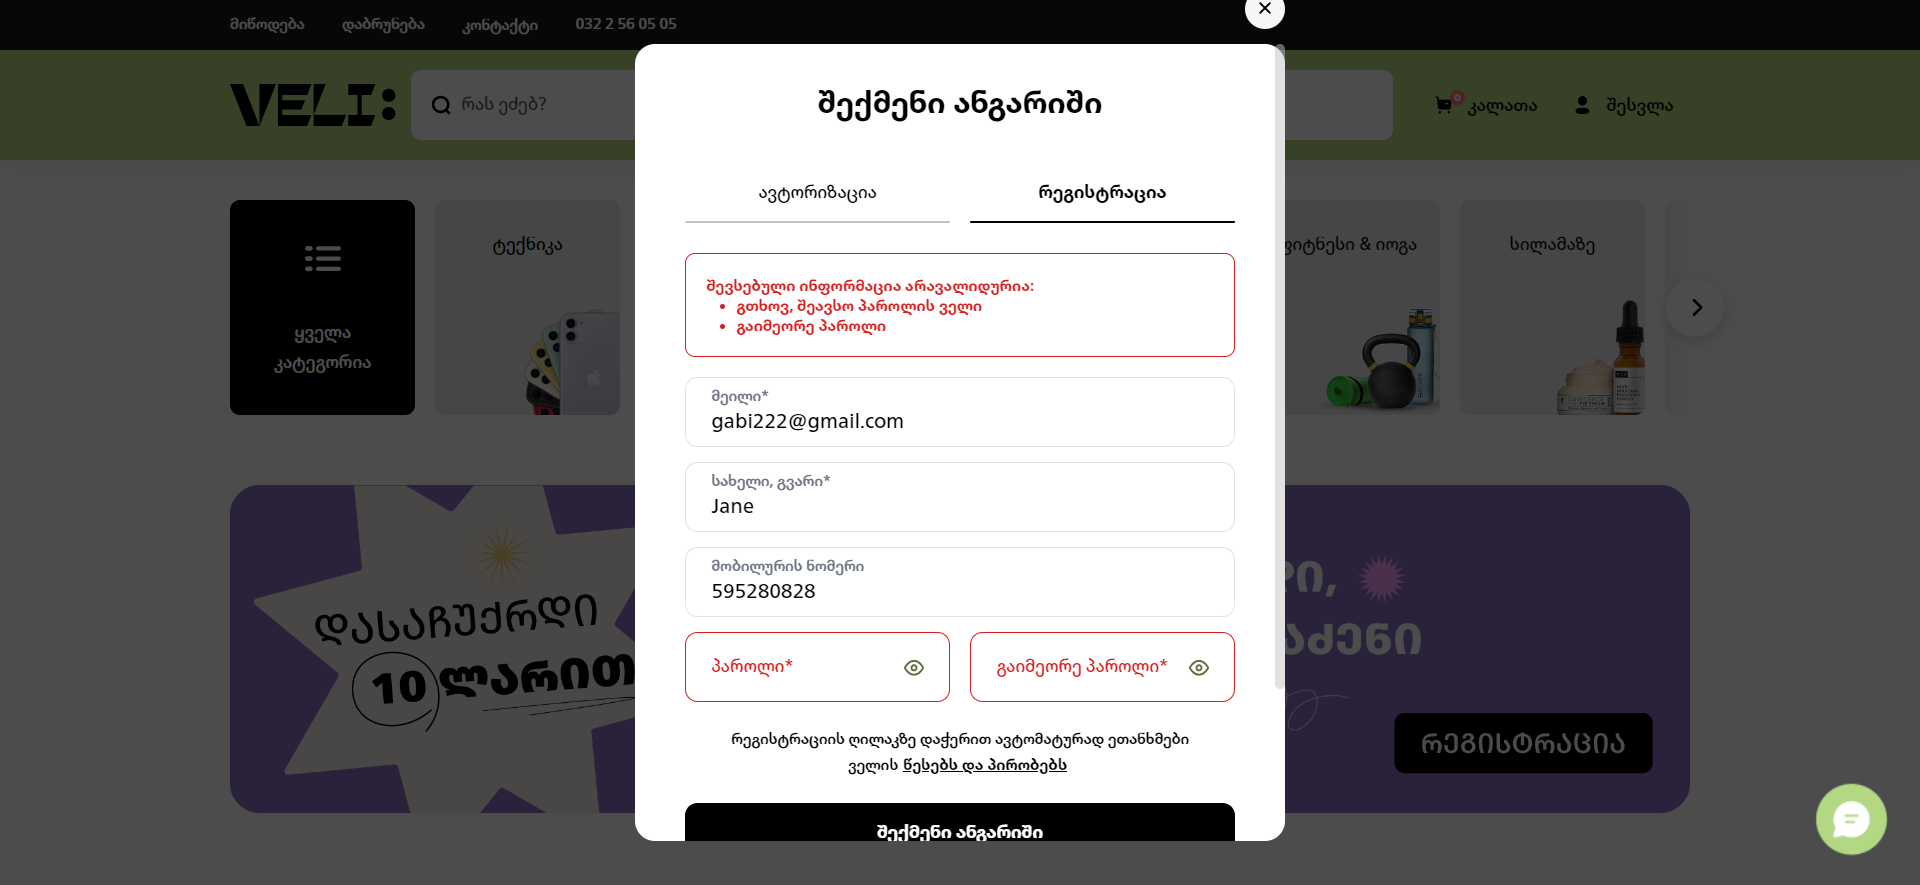 მიწოდება
დაბრუნება
კონტაქტი
032 2 56 05 05
VELI:
რას ეძებ?
0
კალათა
შესვლა
ყველა
კატეგორია
ტექნიკა
ფიტნესი & იოგა
სილამაზე
შექმენი ანგარიში
ავტორიზაცია
რეგისტრაცია
შევსებული ინფორმაცია არავალიდურია:
გთხოვ, შეავსო პაროლის ველი
გაიმეორე პაროლი
მეილი*
gabi222@gmail.com
სახელი, გვარი*
Jane
მობილურის ნომერი
595280828
პაროლი*
გაიმეორე პაროლი*
რეგისტრაციის ღილაკზე დაჭერით ავტომატურად ეთანხმები
ველის წესებს და პირობებს
შექმენი ანგარიში
დასაჩუქრდი
10 ლარით
რეგისტრაცია